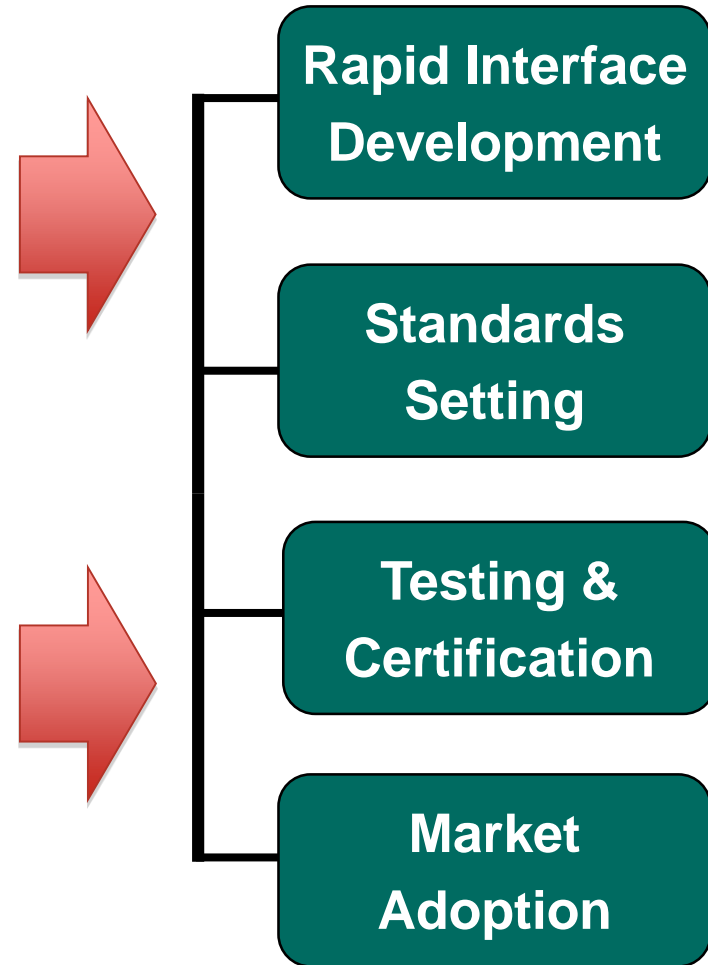 Rapid Interface
Development
Standards
Setting
Testing &
Certification
Market
Adoption